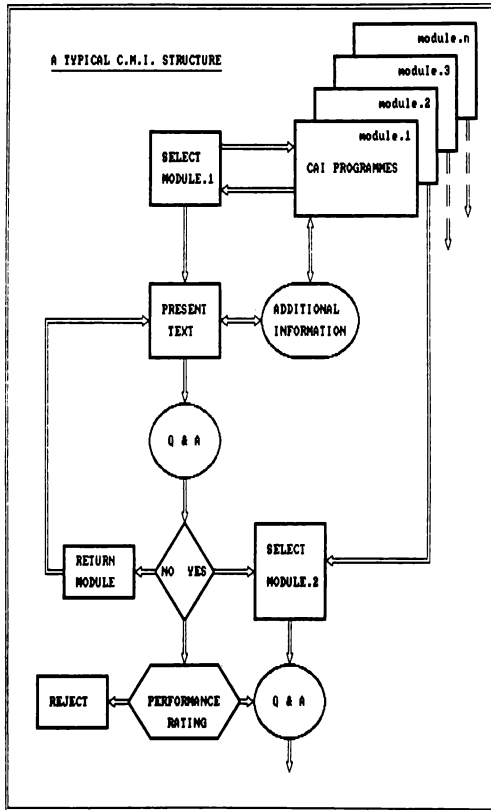 A TYPICAL C.M.I. STRUCTURE
module.n
module.3
module.2
module.1
CAI PROGRAMMES
SELECT
MODULE.1
PRESENT
TEXT
ADDITIONAL
INFORMATION
Q & A
RETURN
MODULE
NO YES
SELECT
MODULE.2
REJECT
PERFORMANCE
RATING
Q & A